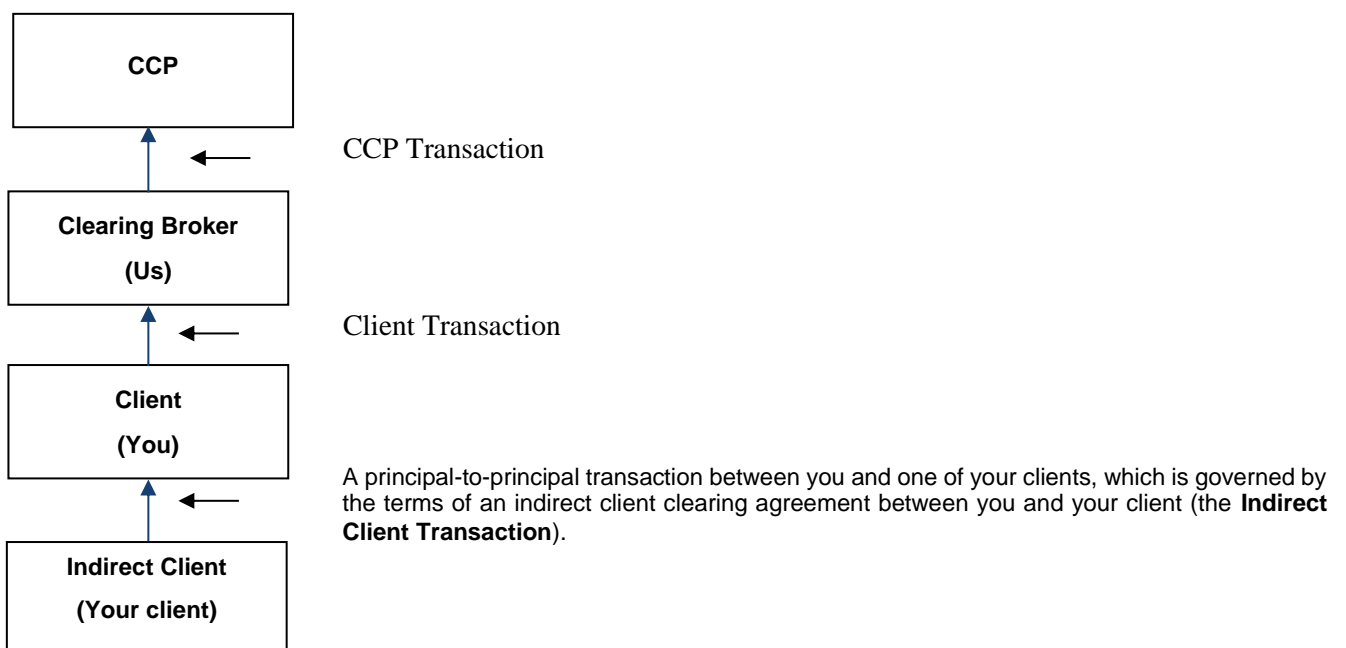 CCP
CCP Transaction
Clearing Broker
(Us)
Client Transaction
Client
(You)
A principal-to-principal transaction between you and one of your clients, which is governed by
the terms of an indirect client clearing agreement between you and your client (the Indirect
Client Transaction).
Indirect Client
(Your client)